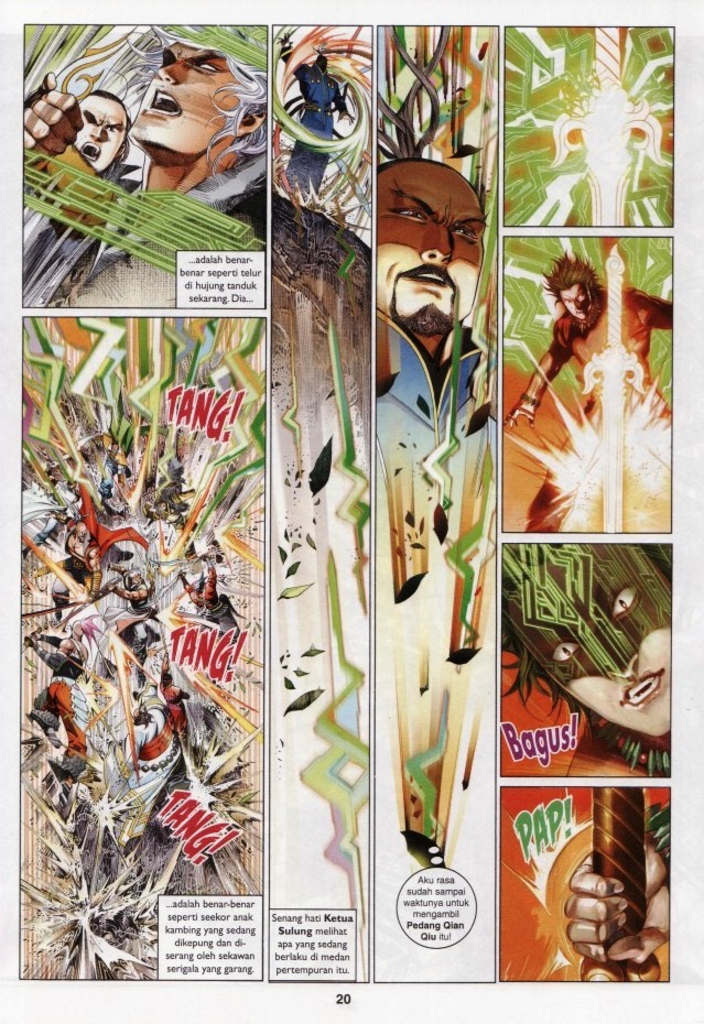 ...adalah benar-
benar seperti telur
di hujung tanduk
sekarang. Dia...
TANG!
TANG!
TANG!
...adalah benar-benar
seperti seekor anak
kambing yang sedang
dikepung dan di-
serang oleh sekawan
serigala yang garang.
Senang hati Ketua
Sulung melihat
apa yang sedang
berlaku di medan
pertempuran itu.
Aku rasa
sudah sampai
waktunya untuk
mengambil
Pedang Qian
Qiu itu!
Bagus!
PAP!
20